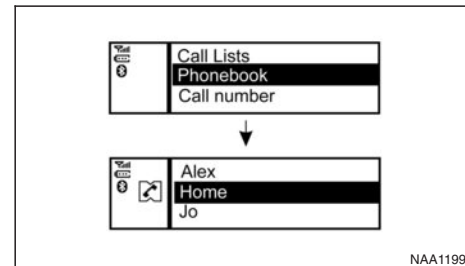 Call Lists
Phonebook
Call number
Alex
Home
Jo
NAA1199